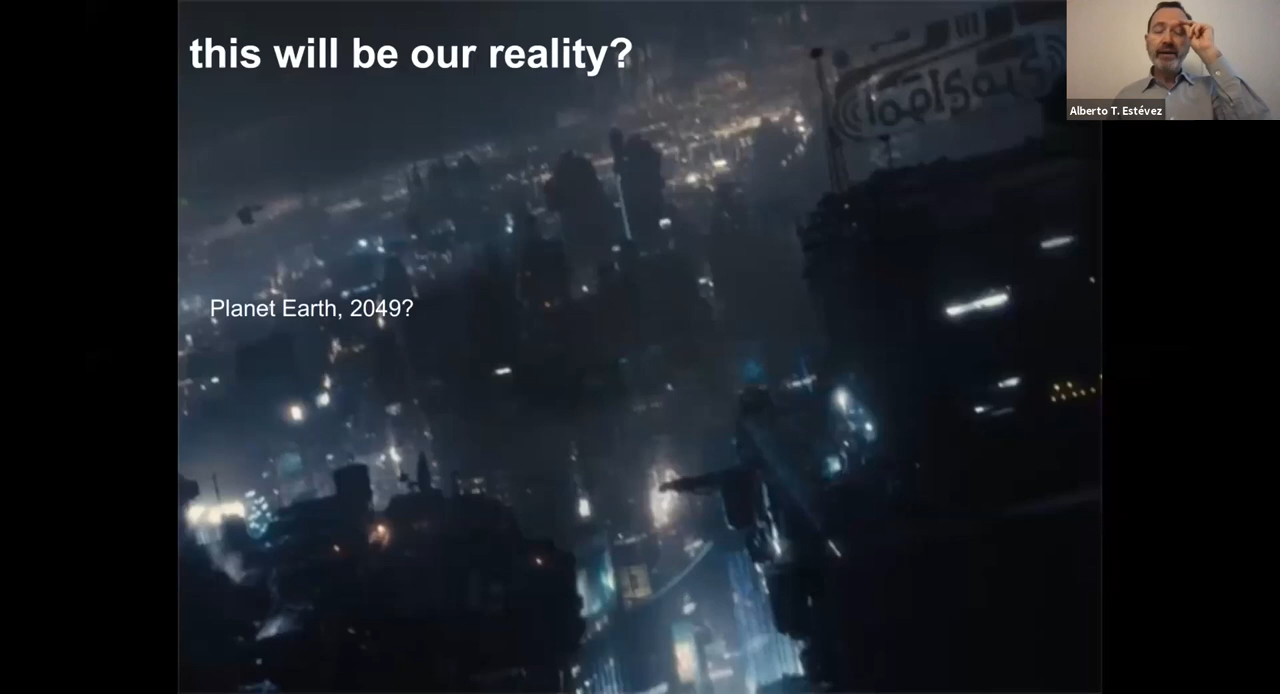 this will be our reality?
Alberto T. Estévez
Planet Earth, 2049?